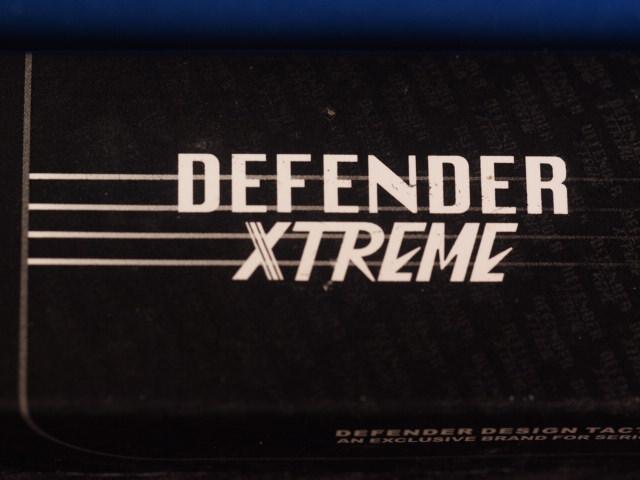 DEFENDER
XTREME
DEFENDER DESIGN
AN EXCLUSIVE BRAND FOR